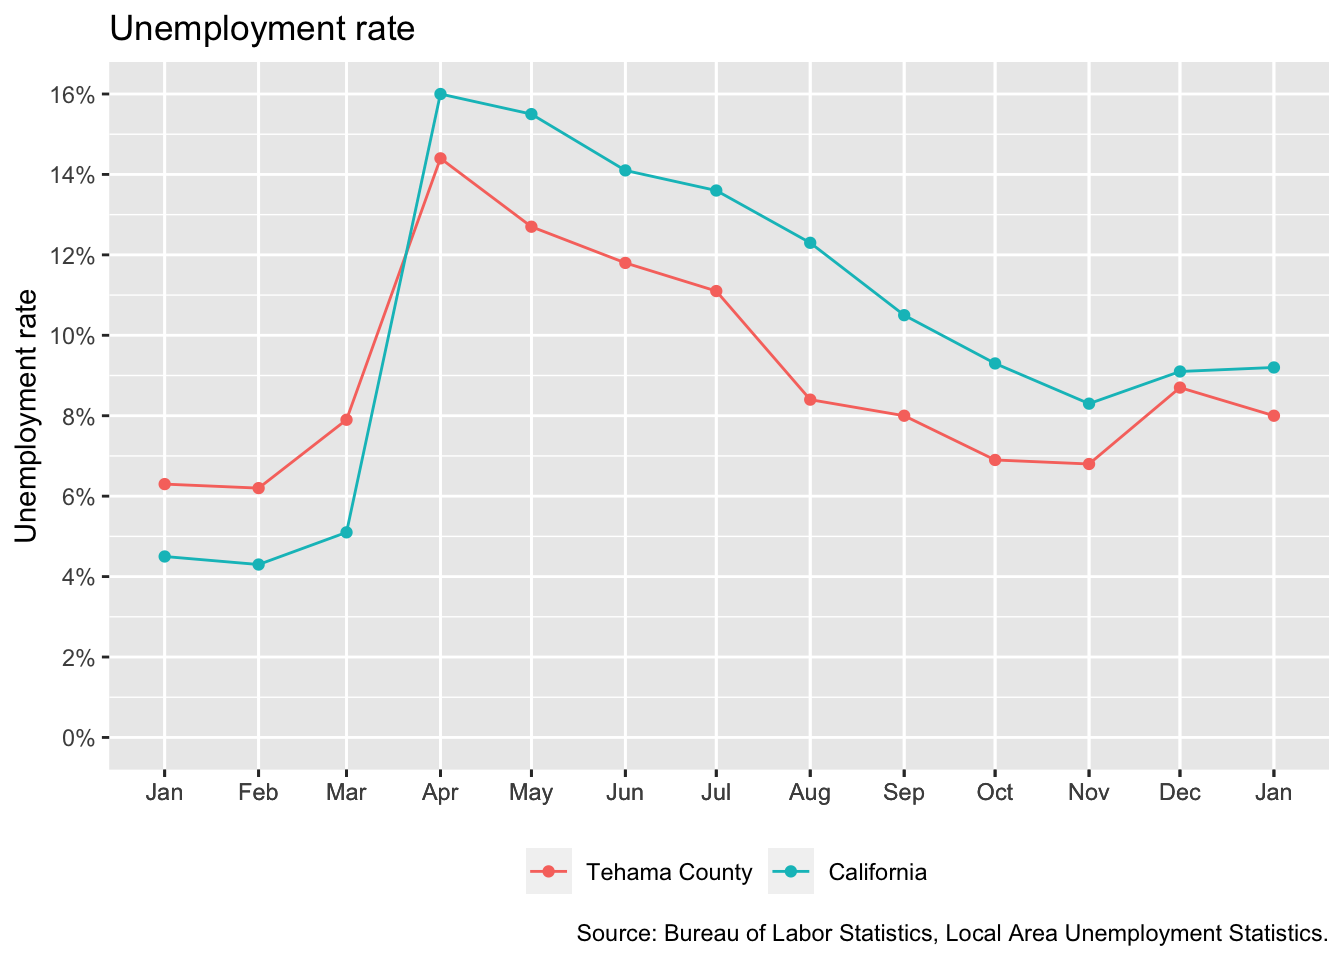 Unemployment rate
Unemployment rate
16%
14%
12%
10%
8%
6%
4%
2%
0%
Jan Feb Mar Apr May Jun Jul Aug Sep Oct Nov Dec Jan
Tehama County California
Source: Bureau of Labor Statistics, Local Area Unemployment Statistics.